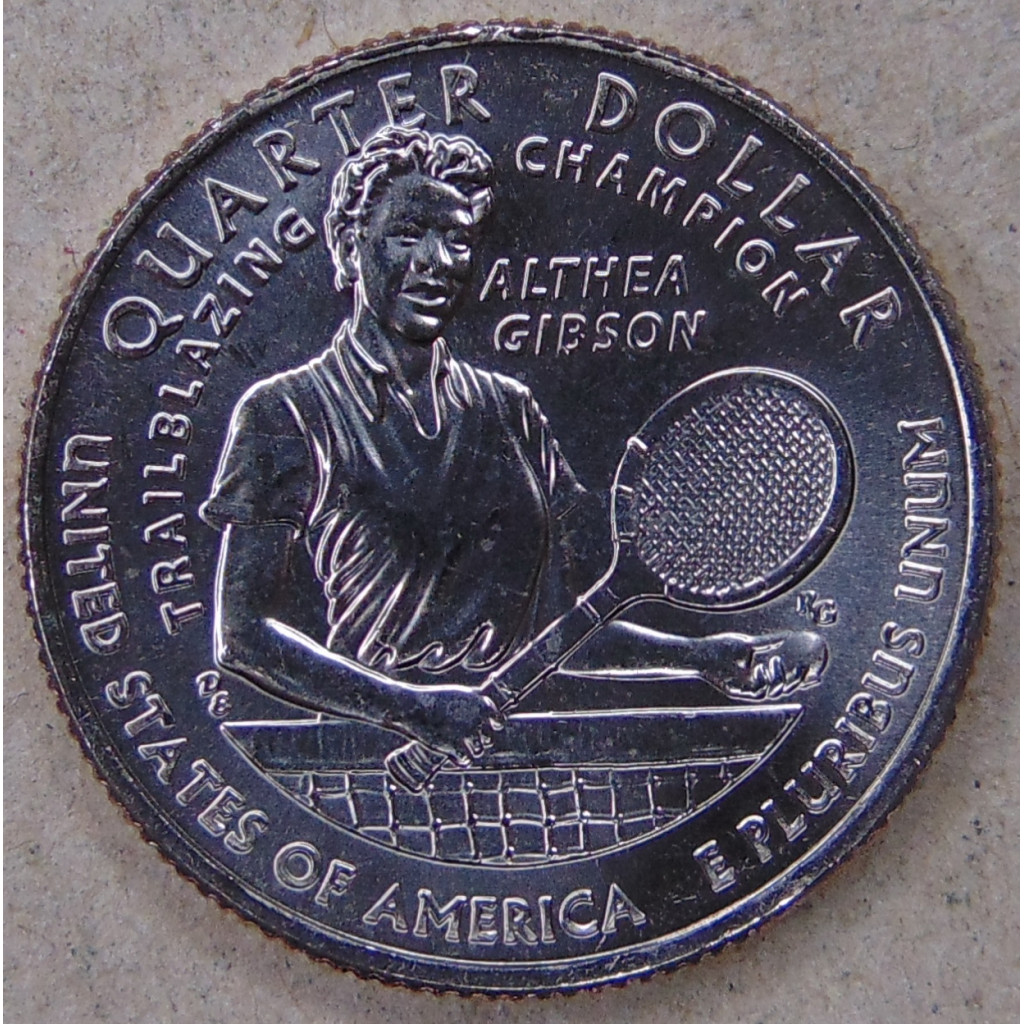 QUARTER DOLLAR
TRAILBLAZING CHAMPION
ALTHEA
GIBSON
UNITED STATES OF AMERICA
E PLURIBUS UNUM